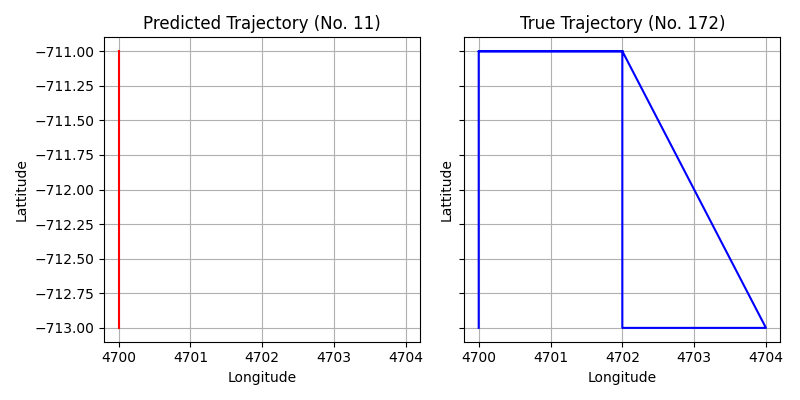 Predicted Trajectory (No. 11)
True Trajectory (No. 172)
Lattitude
−711.00
−711.25
−711.50
−711.75
−712.00
−712.25
−712.50
−712.75
−713.00
4700 4701 4702 4703 4704
Longitude
Lattitude
4700 4701 4702 4703 4704
Longitude